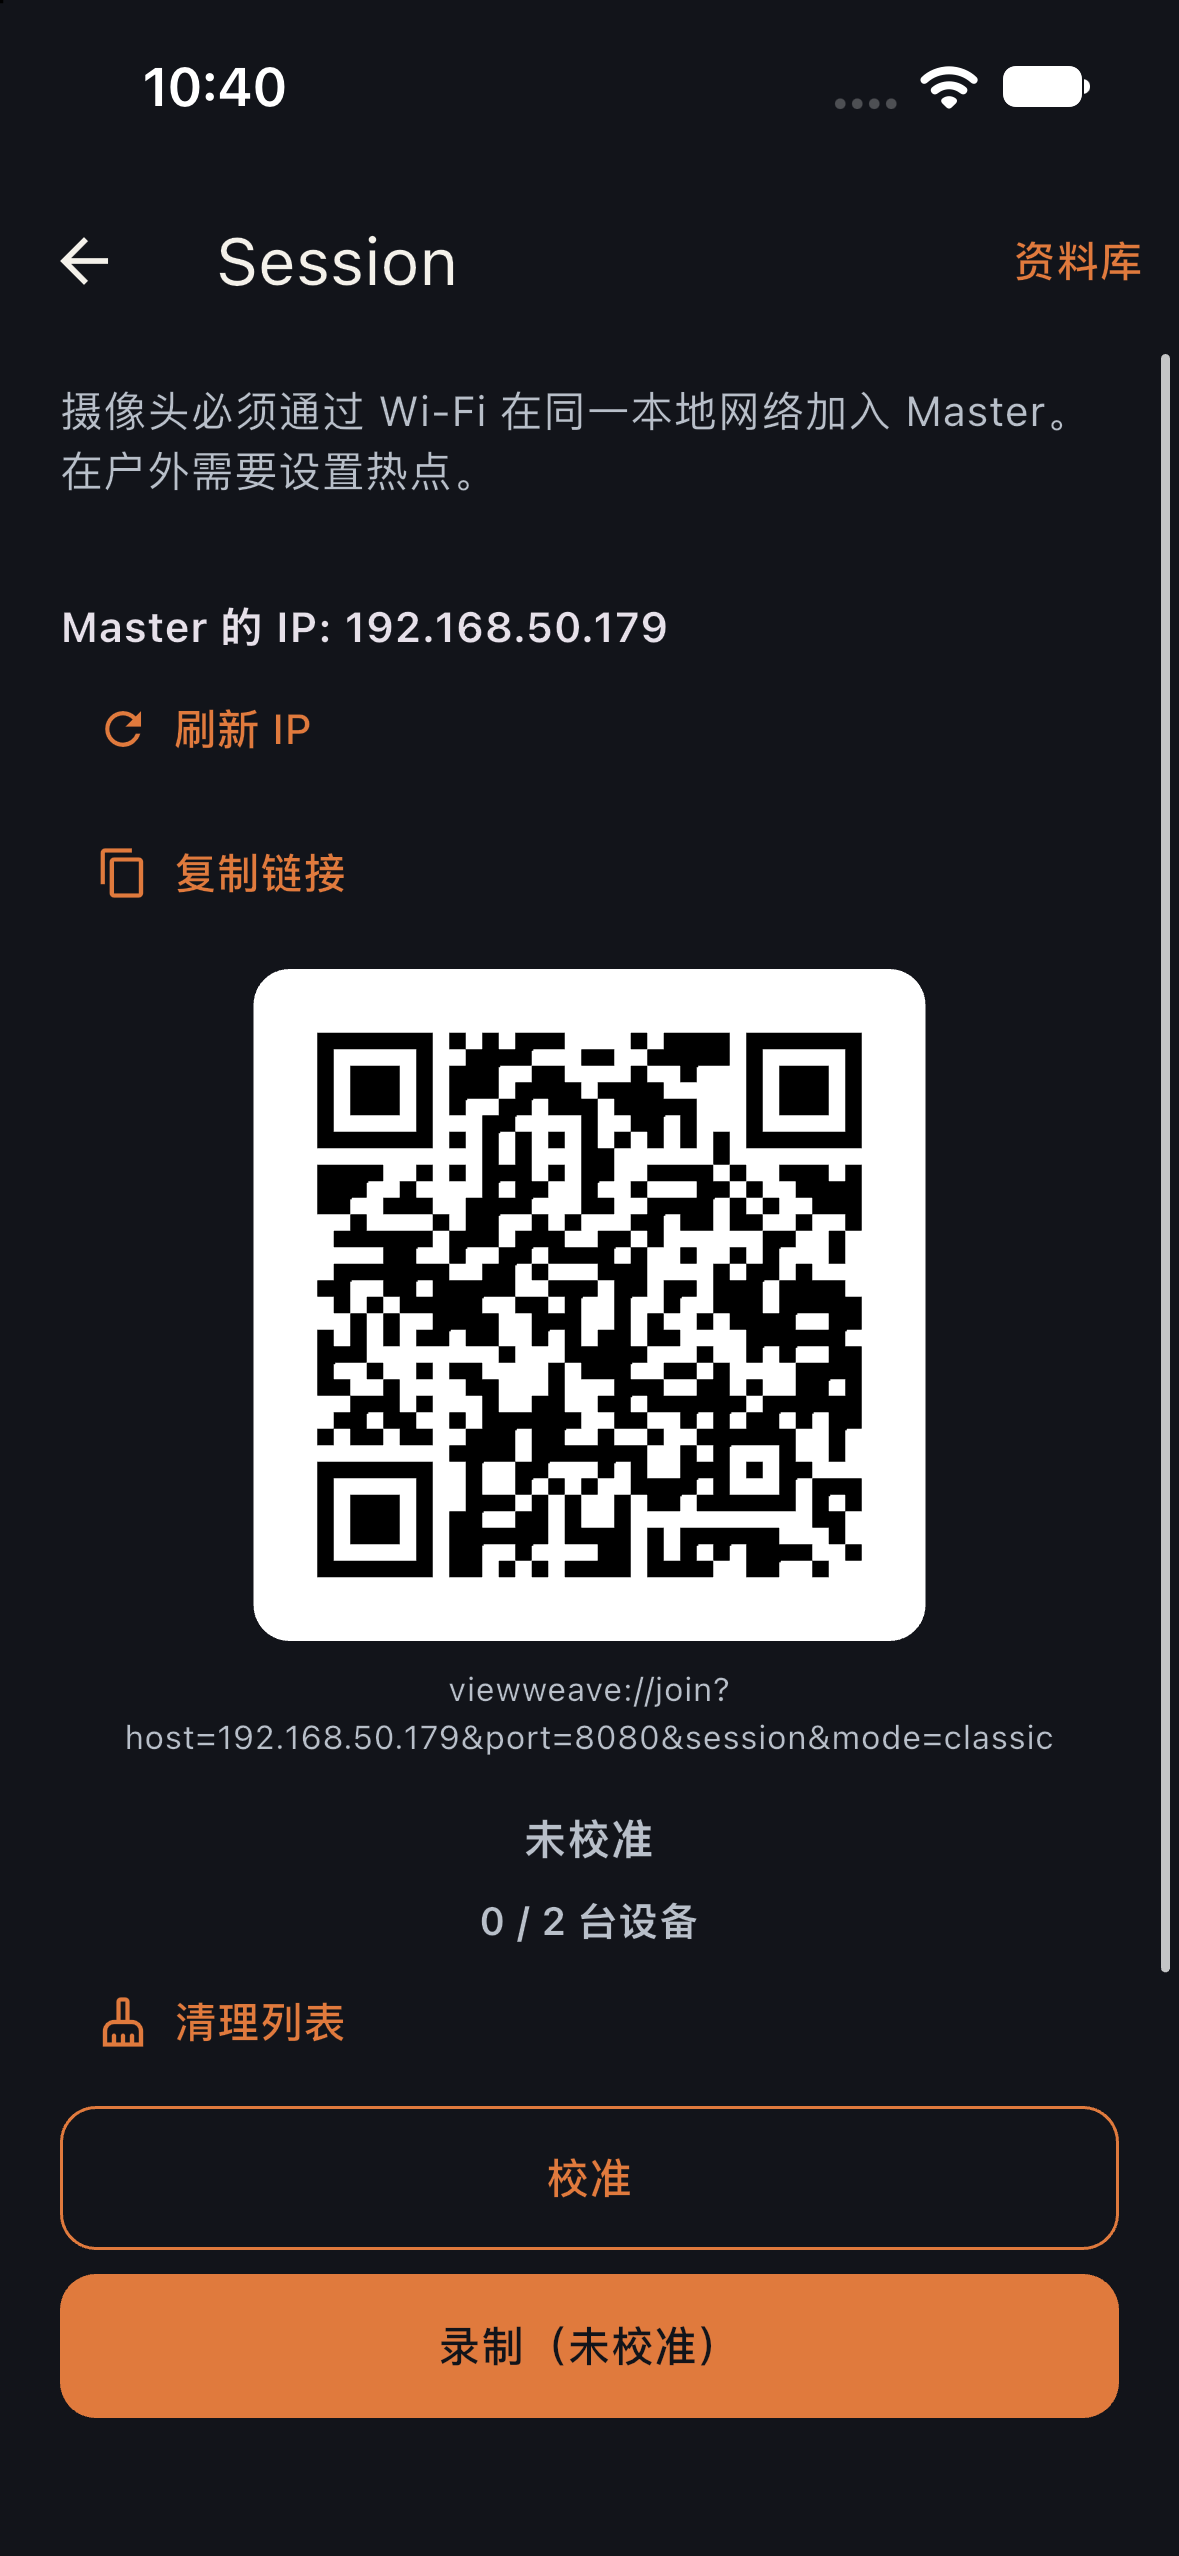 10:40
Session
资料库
摄像头必须通过 Wi-Fi 在同一本地网络加入 Master。
在户外需要设置热点。
Master 的 IP: 192.168.50.179
刷新 IP
复制链接
viewweave://join?
host=192.168.50.179&port=8080&session&mode=classic
未校准
0 / 2 台设备
清理列表
校准
录制（未校准）